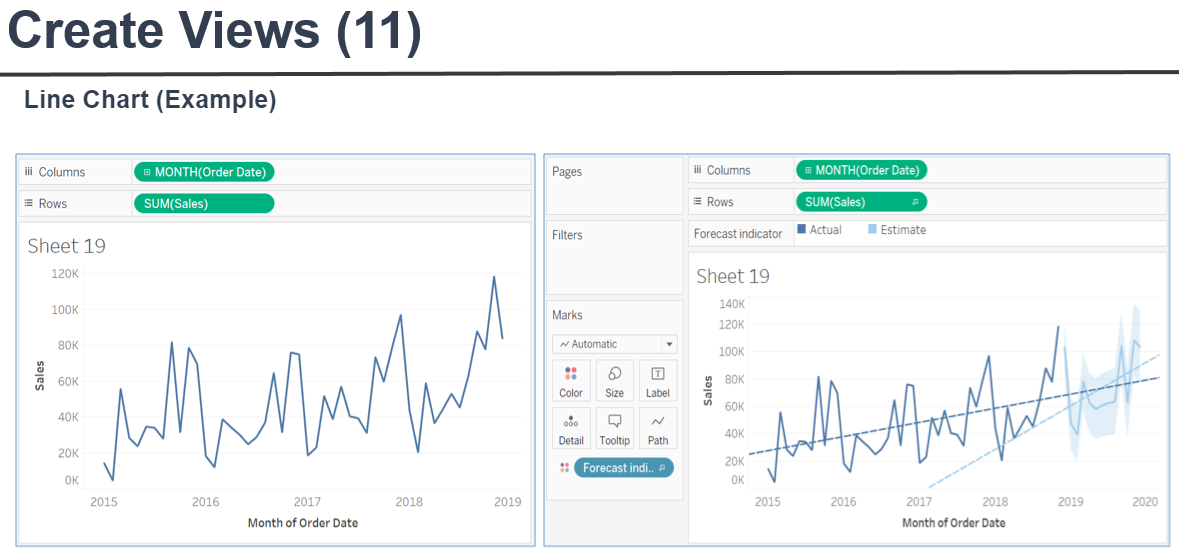 Create Views (11)
Line Chart (Example)
Columns
MONTH(Order Date)
Rows
SUM(Sales)
Sheet 19
120K
100K
80K
60K
40K
20K
0K
Sales
2015 2016 2017 2018 2019
Month of Order Date
Pages
Filters
Marks
Automatic
Color Size Label
Detail Tooltip Path
Forecast indi..
Columns
MONTH(Order Date)
Rows
SUM(Sales)
Forecast indicator Actual Estimate
Sheet 19
140K
120K
100K
80K
60K
40K
20K
0K
Sales
2015 2016 2017 2018 2019 2020
Month of Order Date